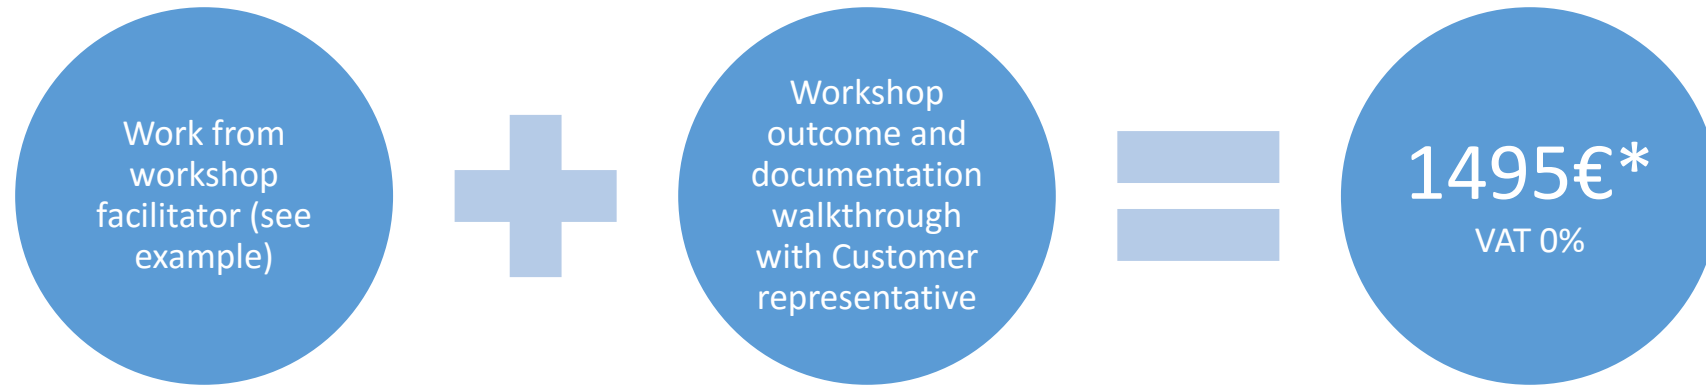 Work from
workshop
facilitator (see
example)
Workshop
outcome and
documentation
walkthrough
with Customer
representative
1495€*
VAT 0%